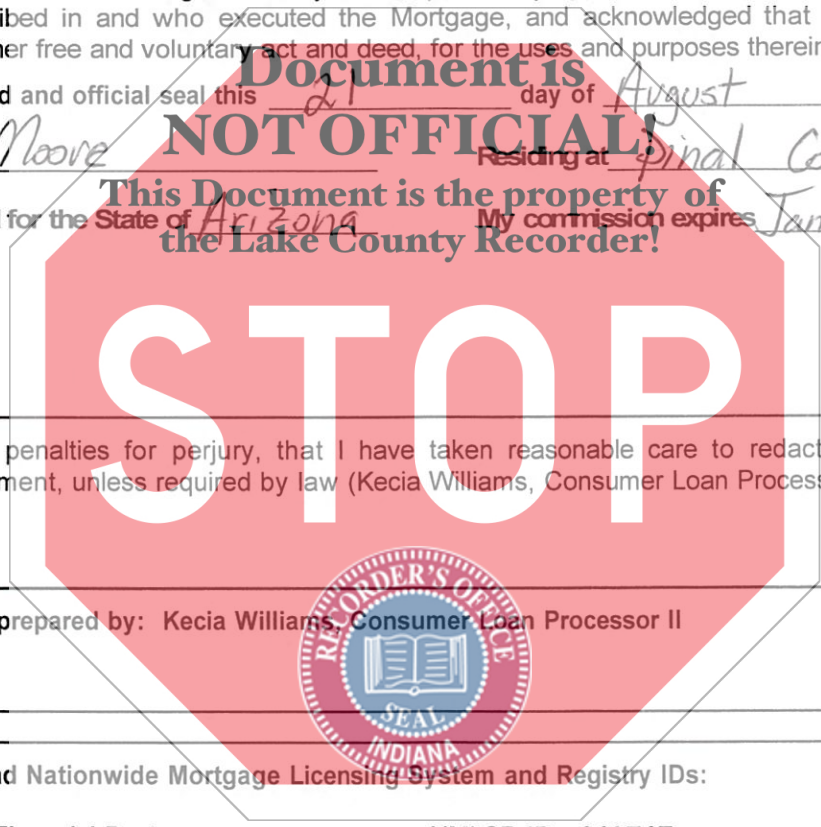 ibed in and who executed the Mortgage, and acknowledged that
er free and voluntary act and deed, for the uses and purposes therein
Document is
d and official seal this 21 day of August
NOT OFFICIAL!
Moore Residing at Pinal Co
This Document is the property of
for the State of Arizona My commission expires Jan
the Lake County Recorder!
STOP
penalties for perjury, that I have taken reasonable care to redact
ment, unless required by law (Kecia Williams, Consumer Loan Process
RECORDER'S OFFICE
prepared by: Kecia Williams, Consumer Loan Processor II
SEAL
INDIANA
d Nationwide Mortgage Licensing System and Registry IDs: